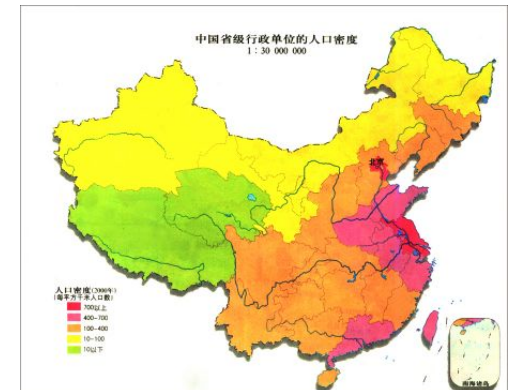 中国省级行政单位的人口密度
1:30 000 000
北京
人口密度(2000年)
(每平方千米人口数)
700以上
400-700
100-400
10-100
10以下
南海诸岛